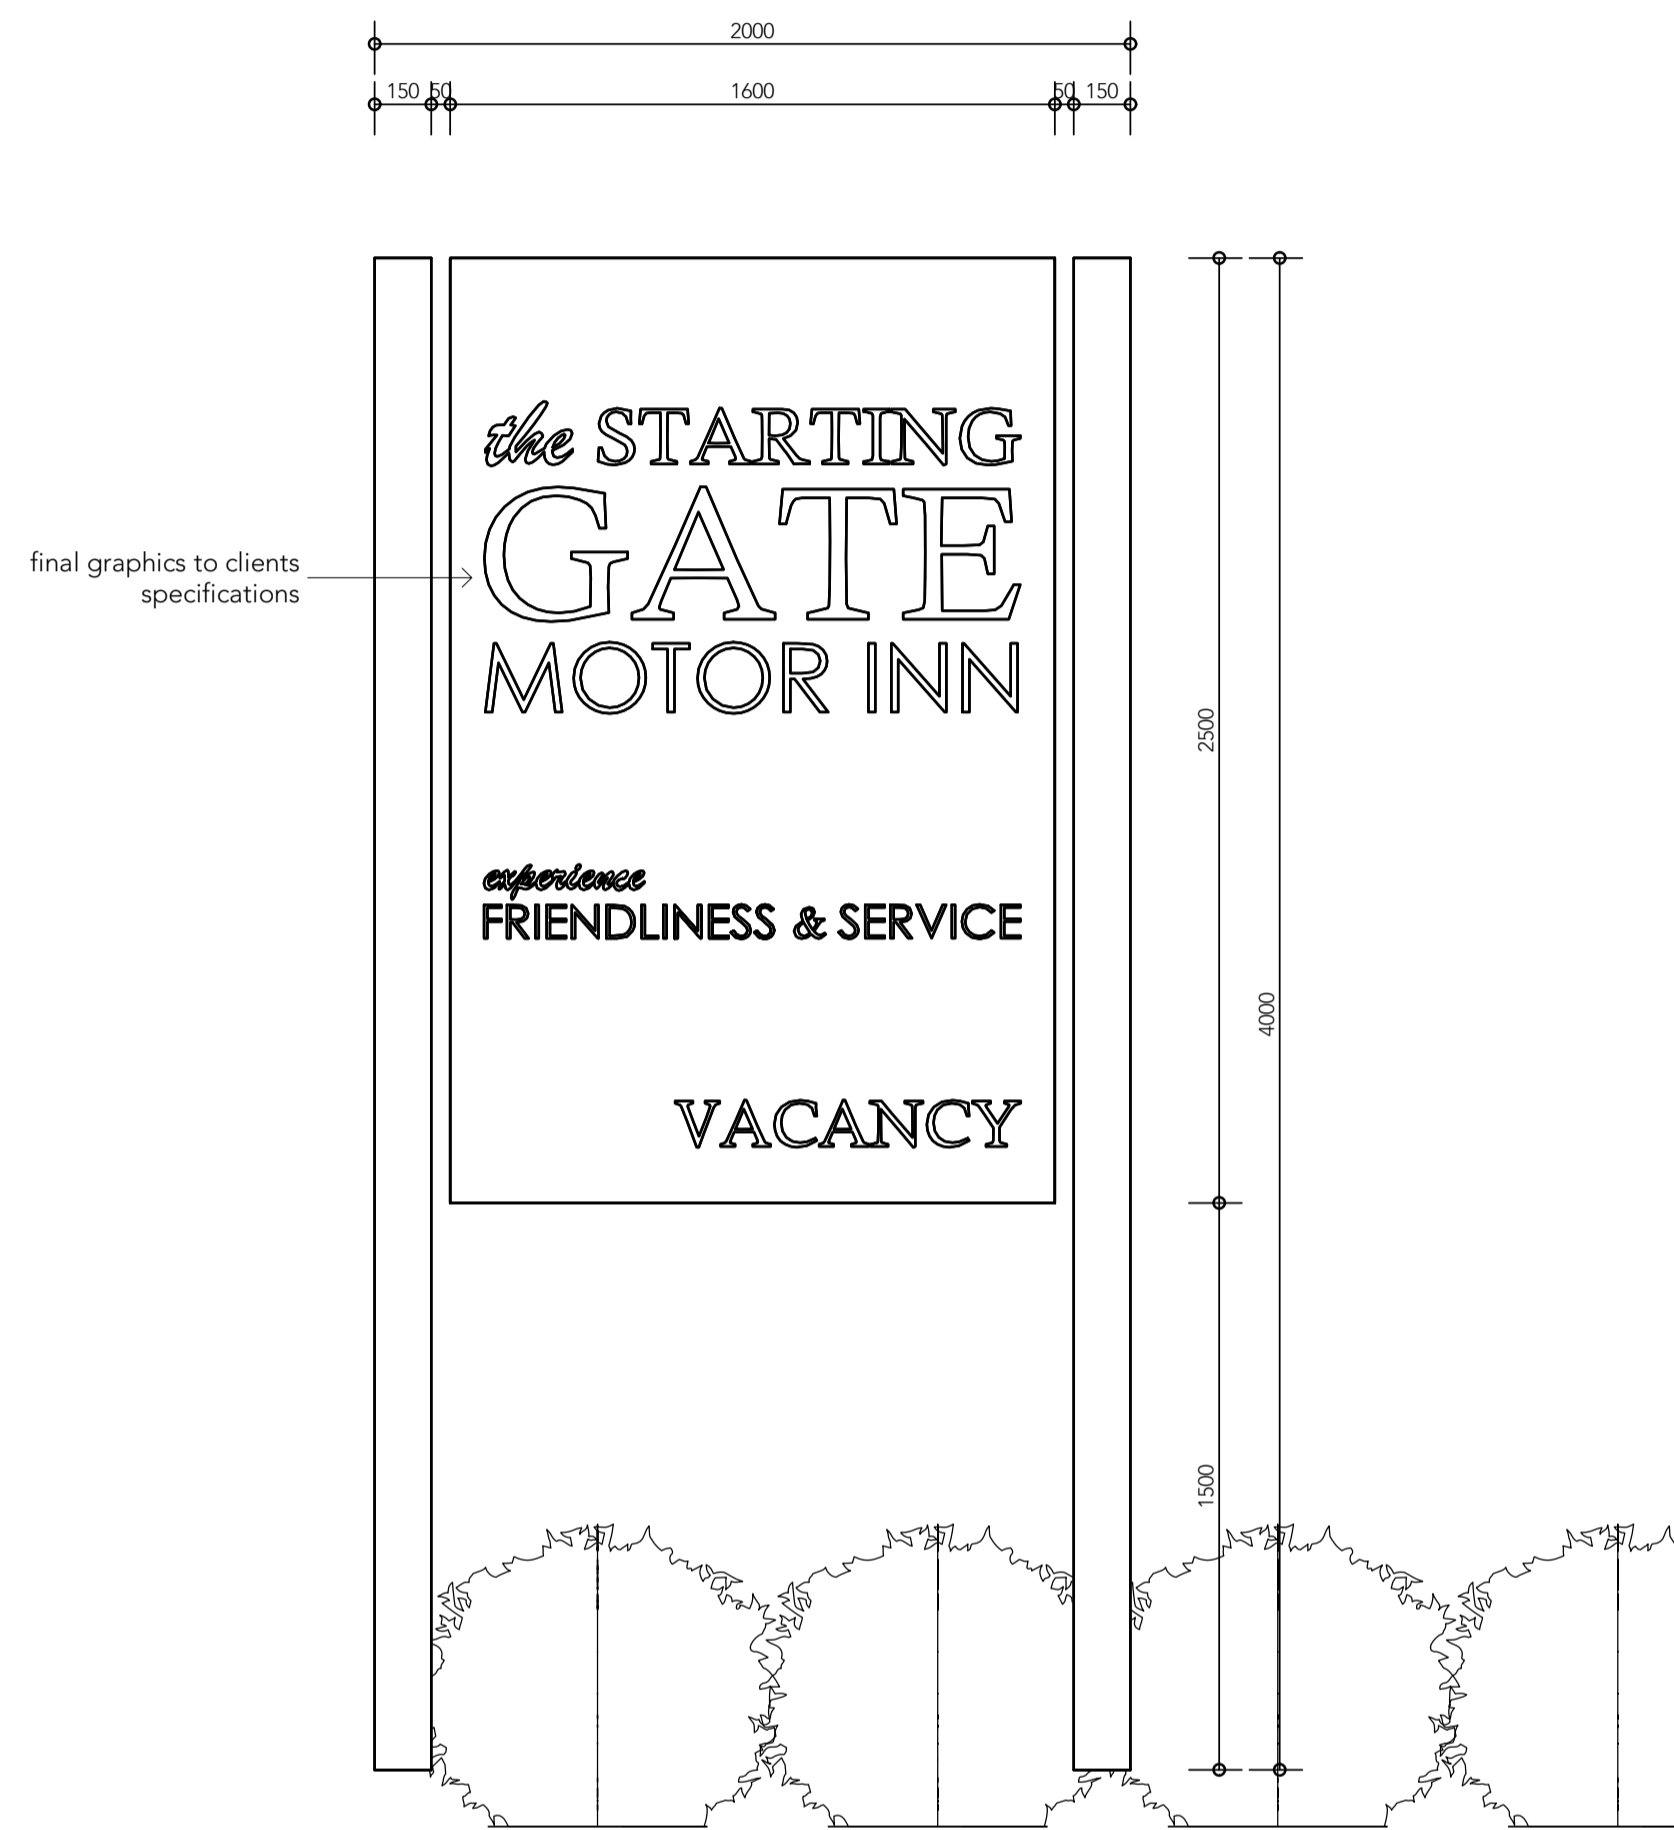 2000
150 50 1600 50 150
the STARTING
GATE
MOTOR INN
final graphics to clients
specifications
2500
4000
experience
FRIENDLINESS & SERVICE
VACANCY
1500